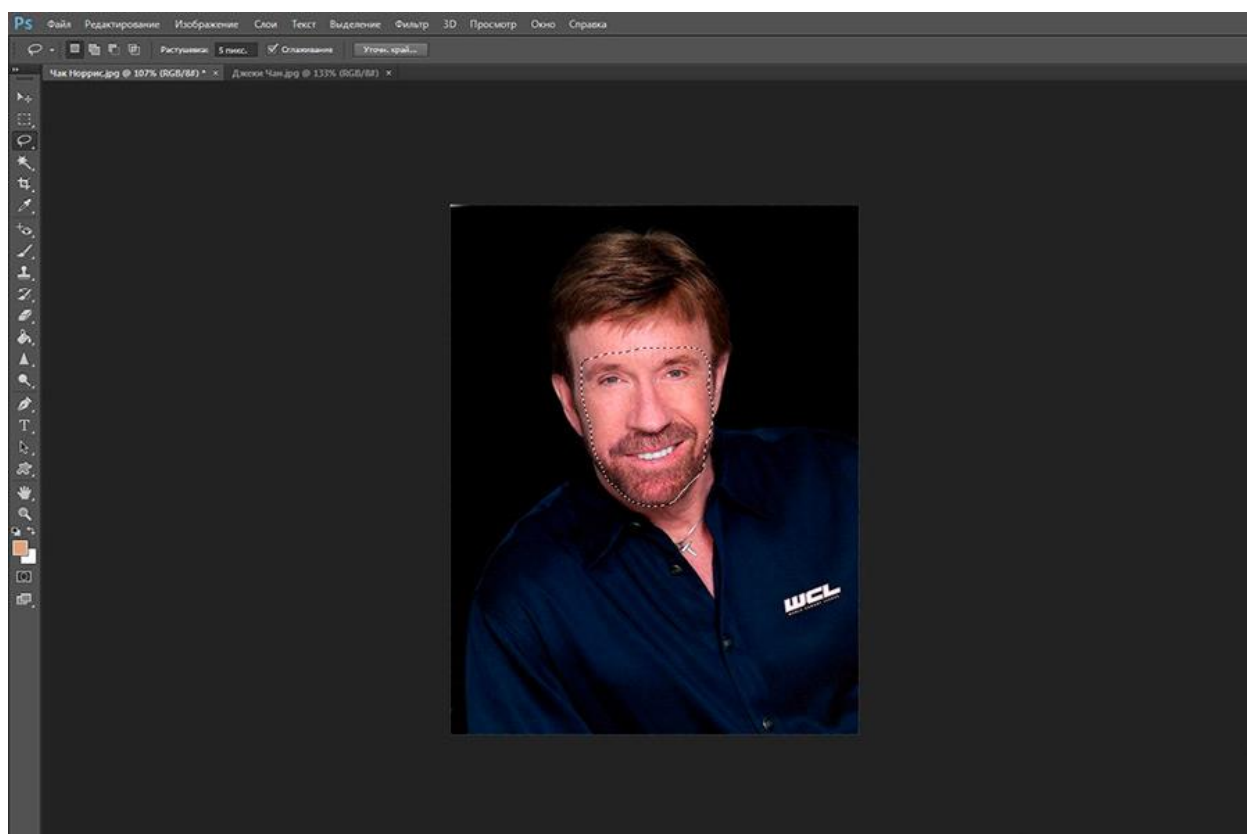 Ps Файл Редактирование Изображение Слои Текст Выделение Фильтр 3D Просмотр Окно Справка
Растушевка: 5 пикс. Сглаживание Уточн. край...
Чак Норрис.jpg @ 107% (RGB/8#) * × Джеки Чан.jpg @ 133% (RGB/8#) ×
T
WCL